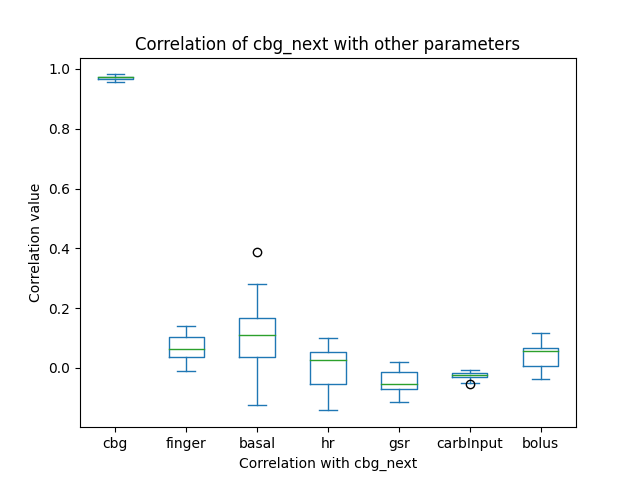 Correlation of cbg_next with other parameters
Correlation value
1.0
0.8
0.6
0.4
0.2
0.0
cbg finger basal hr gsr carbInput bolus
Correlation with cbg_next